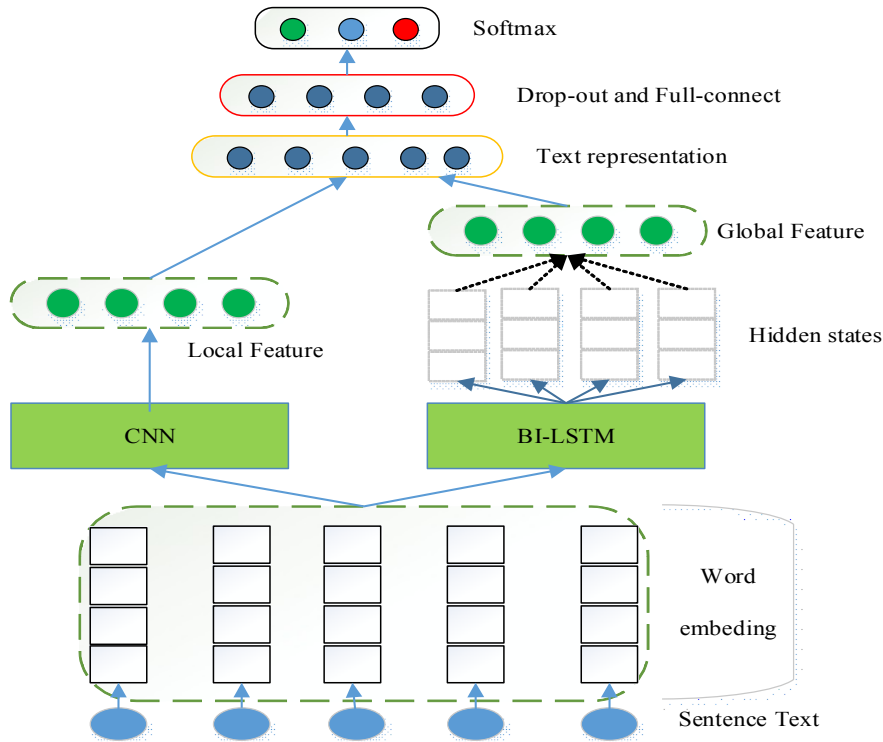 Softmax
Drop-out and Full-connect
Text representation
Global Feature
Local Feature
Hidden states
CNN
BI-LSTM
Word
embeding
Sentence Text